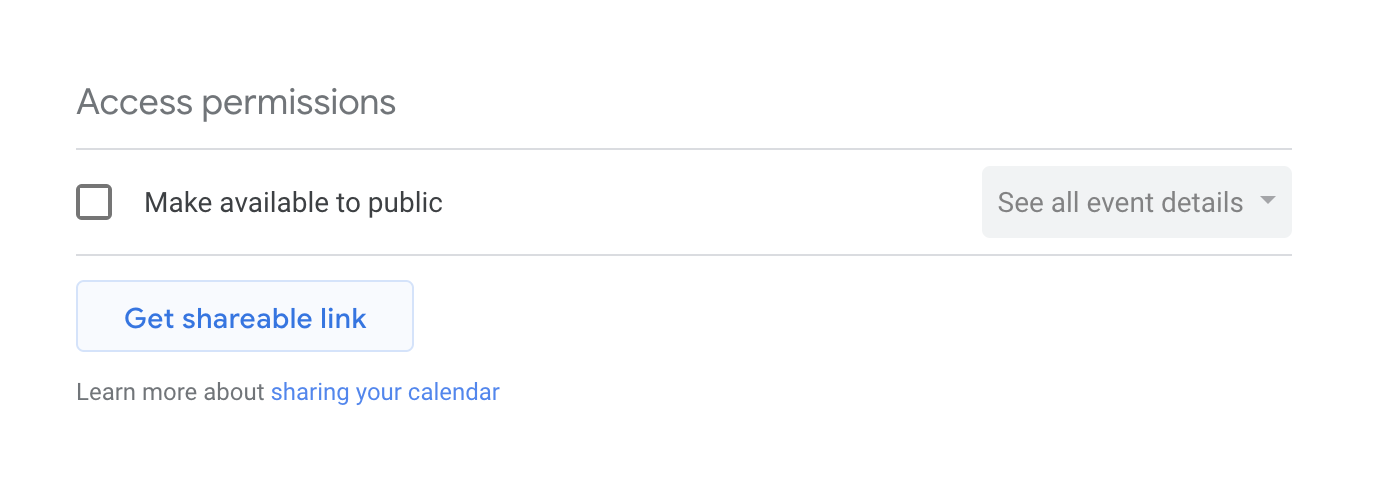 Access permissions
Make available to public
See all event details
Get shareable link
Learn more about sharing your calendar